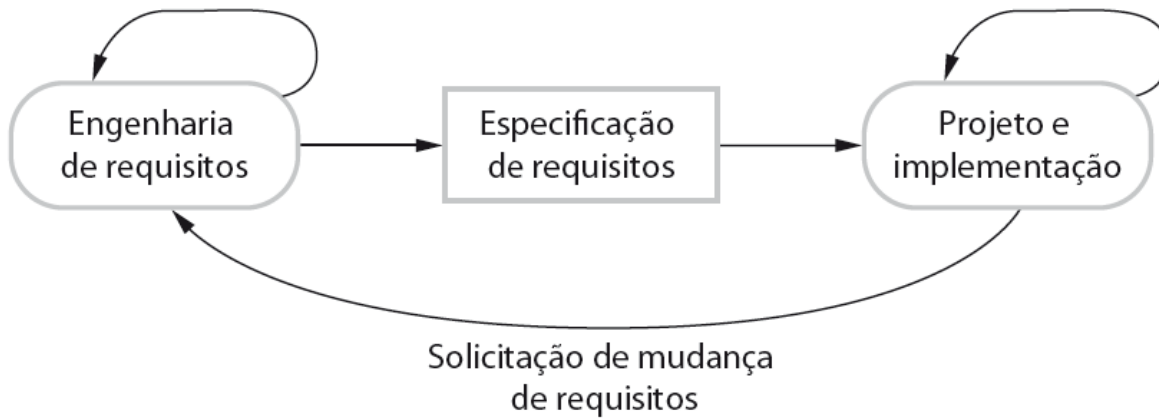 Engenharia
de requisitos
Especificação
de requisitos
Projeto e
implementação
Solicitação de mudança
de requisitos